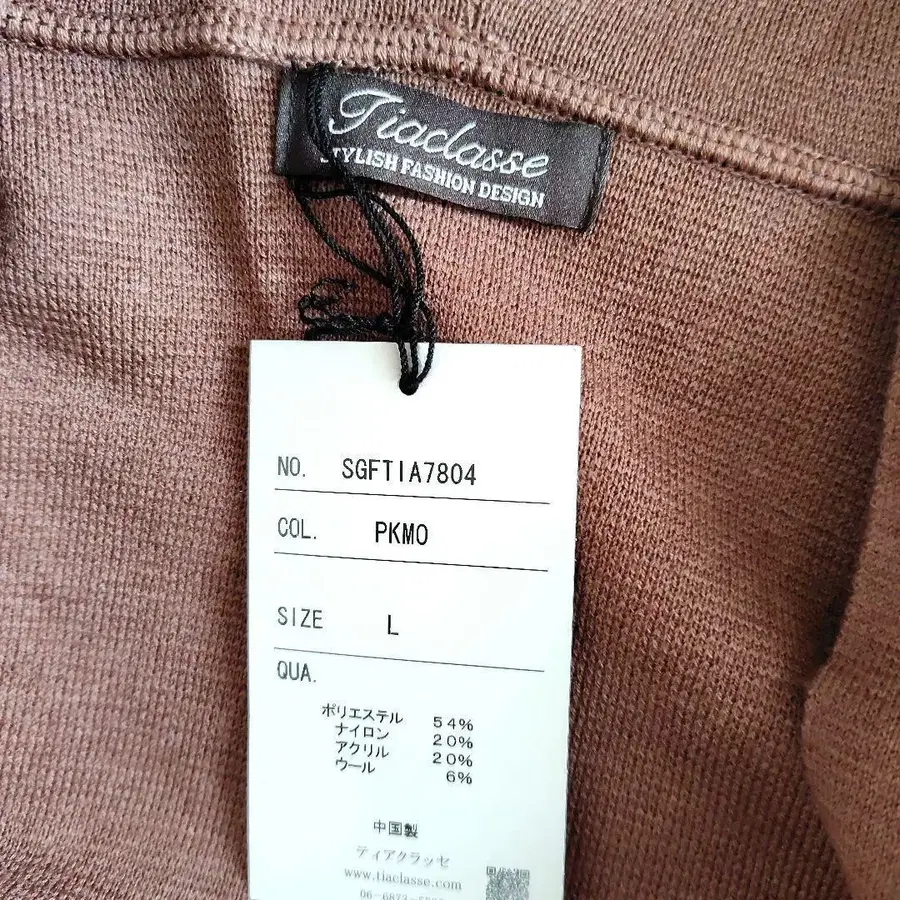 Tiaclasse
STYLISH FASHION DESIGN
NO. SGFTIA7804
COL. PKMO
SIZE L
QUA.
ポリエステル 54%
ナイロン 20%
アクリル 20%
ウール 6%
中国製
ティアクラッセ
www.tiaclasse.com